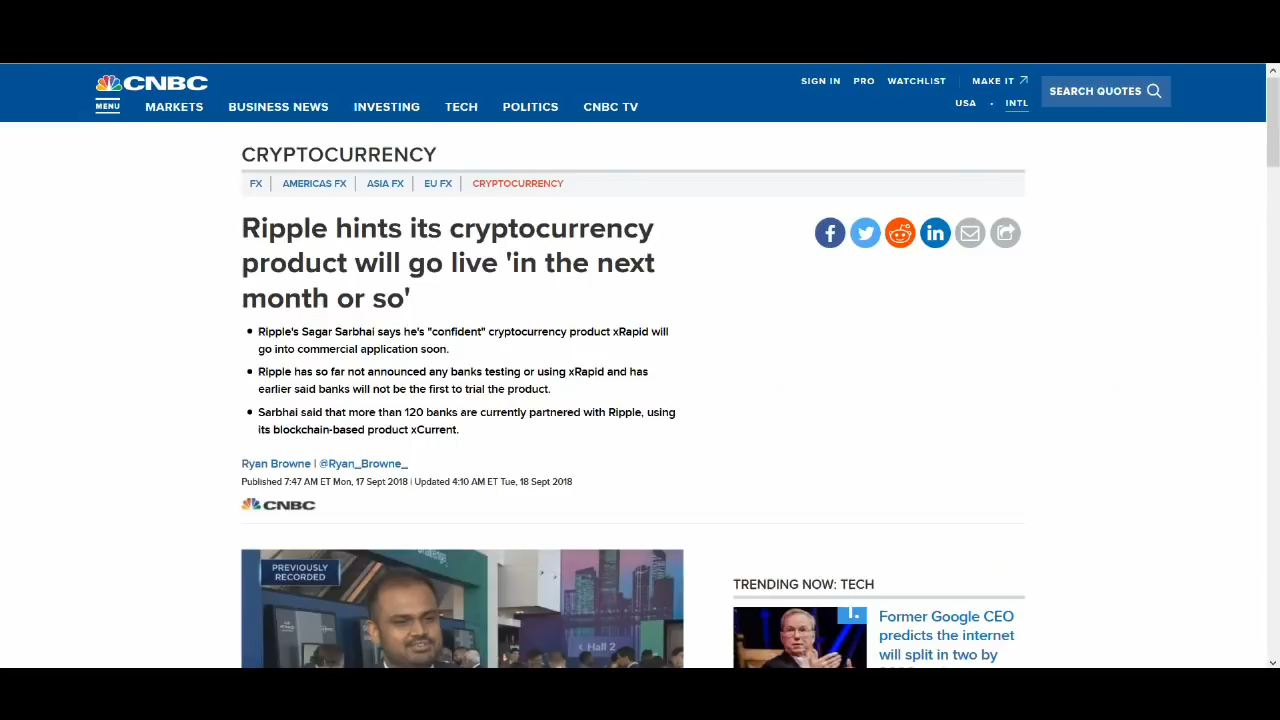 CNBC
SIGN IN PRO WATCHLIST MAKE IT
MENU MARKETS BUSINESS NEWS INVESTING TECH POLITICS CNBC TV
USA · INTL
SEARCH QUOTES
CRYPTOCURRENCY
FX AMERICAS FX ASIA FX EU FX CRYPTOCURRENCY
Ripple hints its cryptocurrency
product will go live 'in the next
month or so'
Ripple's Sagar Sarbhai says he's "confident" cryptocurrency product xRapid will
go into commercial application soon.
Ripple has so far not announced any banks testing or using xRapid and has
earlier said banks will not be the first to trial the product.
Sarbhai said that more than 120 banks are currently partnered with Ripple, using
its blockchain-based product xCurrent.
Ryan Browne | @Ryan_Browne_
Published 7:47 AM ET Mon, 17 Sept 2018 | Updated 4:10 AM ET Tue, 18 Sept 2018
CNBC
PREVIOUSLY
RECORDED
Hall 2
TRENDING NOW: TECH
1.
Former Google CEO
predicts the internet
will split in two by